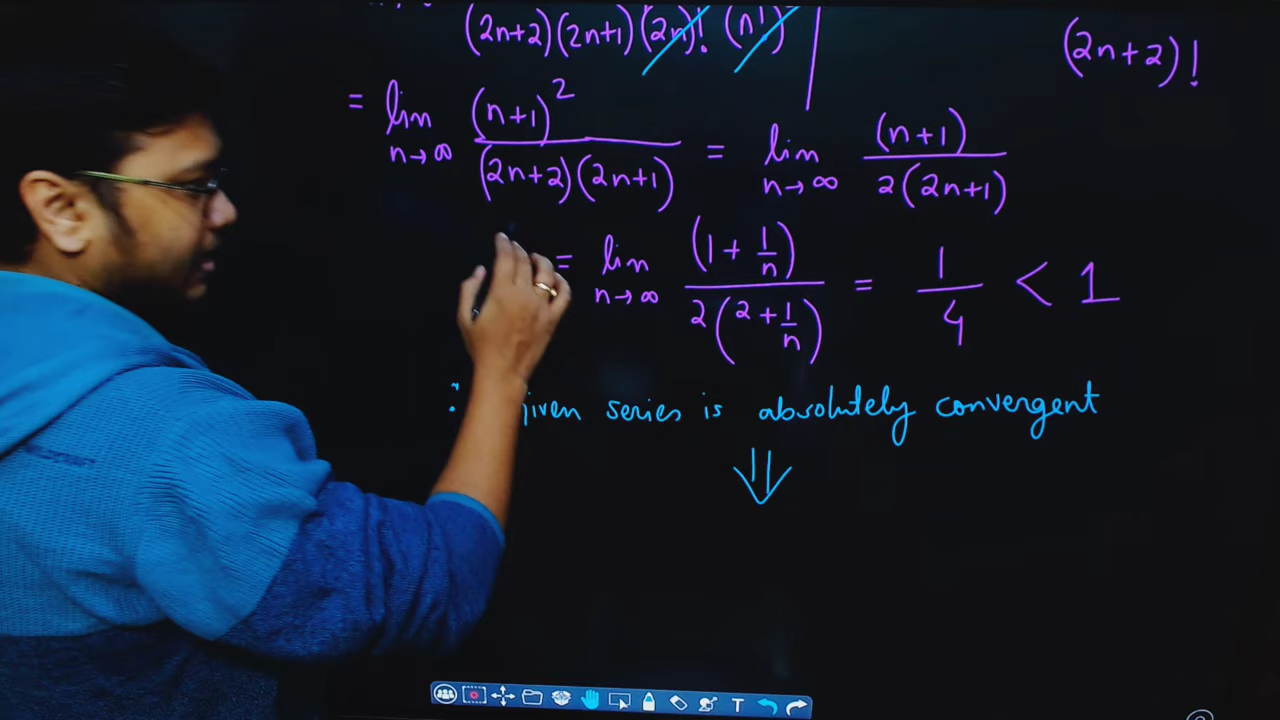 (2n+2)(2n+1)(2n)! (n!)
(2n+2)!
= lim n→∞ (n+1)^2 / (2n+2)(2n+1) = lim n→∞ (n+1) / 2(2n+1)
= lim n→∞ (1 + 1/n) / 2(2 + 1/n) = 1/4 < 1
series is absolutely convergent
⇓
T